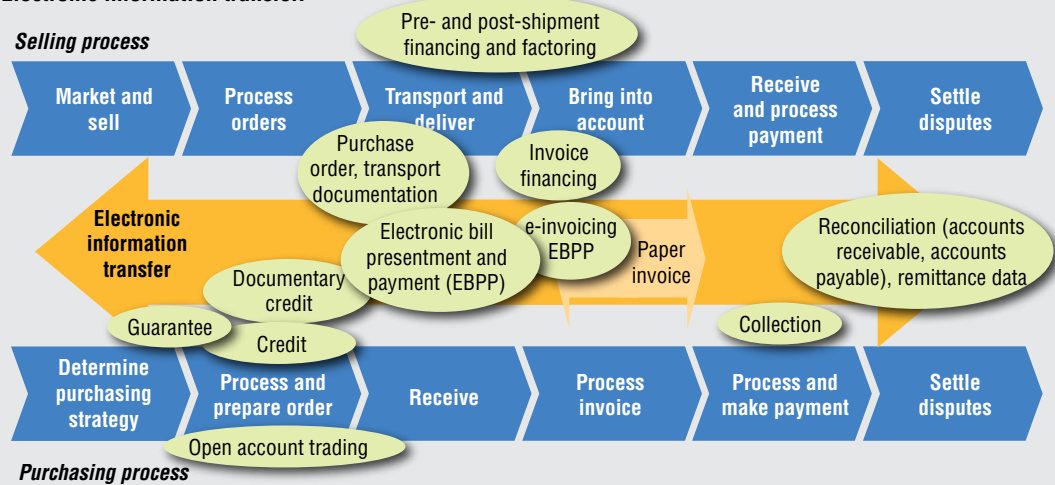 Electronic information transfer.
Selling process
Pre- and post-shipment
financing and factoring
Market and
sell
Process
orders
Transport and
deliver
Bring into
account
Receive
and process
payment
Settle
disputes
Purchase
order, transport
documentation
Invoice
financing
Electronic
information
transfer
Electronic bill
presentment and
payment (EBPP)
e-invoicing
EBPP
Paper
invoice
Reconciliation (accounts
receivable, accounts
payable), remittance data
Documentary
credit
Guarantee
Credit
Collection
Determine
purchasing
strategy
Process and
prepare order
Receive
Process
invoice
Process and
make payment
Settle
disputes
Open account trading
Purchasing process